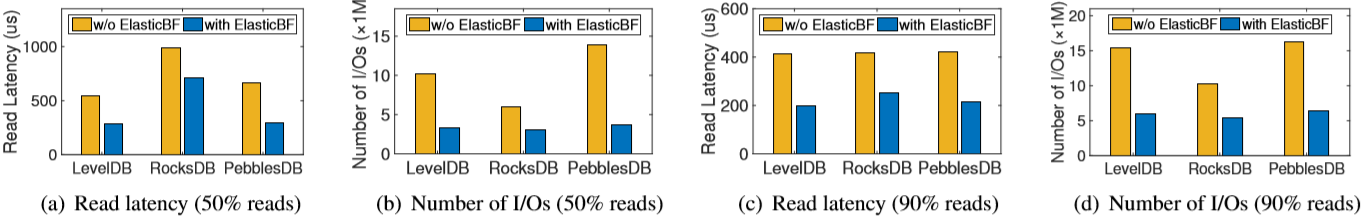 w/o ElasticBF with ElasticBF
Read Latency (us)
1000
500
0
LevelDB RocksDB PebblesDB
(a) Read latency (50% reads)
w/o ElasticBF with ElasticBF
Number of I/Os (×1M)
15
10
5
0
LevelDB RocksDB PebblesDB
(b) Number of I/Os (50% reads)
w/o ElasticBF with ElasticBF
Read Latency (us)
600
400
200
0
LevelDB RocksDB PebblesDB
(c) Read latency (90% reads)
w/o ElasticBF with ElasticBF
Number of I/Os (×1M)
20
15
10
5
0
LevelDB RocksDB PebblesDB
(d) Number of I/Os (90% reads)